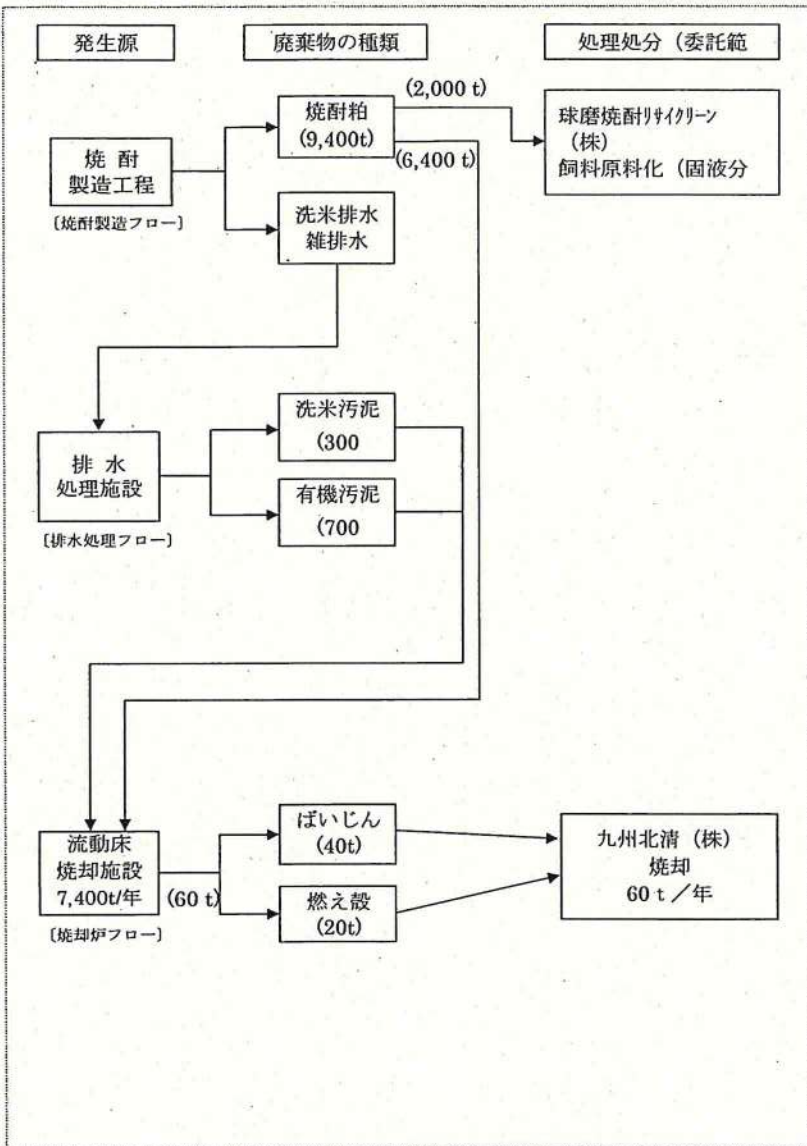 発生源
廃棄物の種類
処理処分（委託範
焼 酎
製造工程
〔焼酎製造フロー〕
焼酎粕
(9,400t)
(2,000 t)
(6,400 t)
球磨焼酎リサイクリーン
（株）
飼料原料化（固液分
洗米排水
雑排水
排 水
処理施設
〔排水処理フロー〕
洗米汚泥
(300
有機汚泥
(700
流動床
焼却施設
7,400t/年
〔焼却炉フロー〕
(60 t)
ばいじん
(40t)
燃え殻
(20t)
九州北清（株）
焼却
60ｔ／年